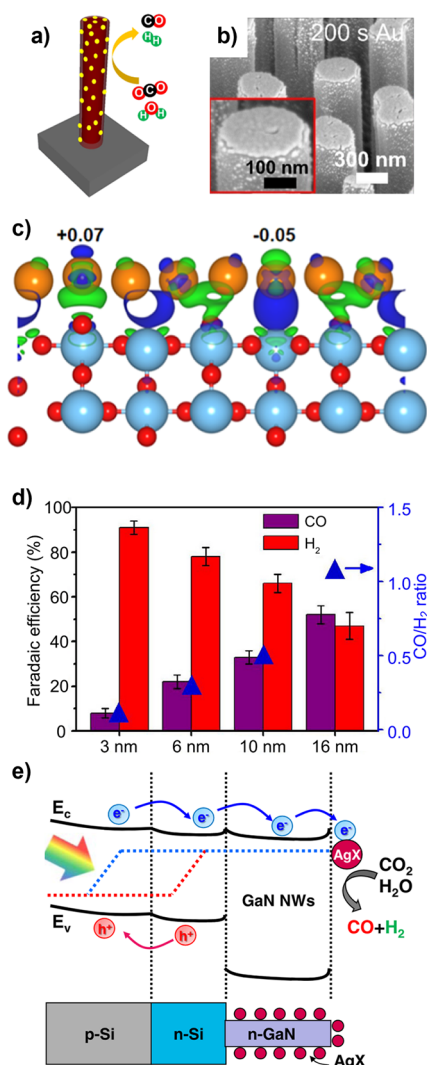 a)
C O
H H
O C O
O
H H
b)
200 s Au
100 nm
300 nm
c)
+0.07
-0.05
d)
100
80
60
40
20
0
Faradaic efficiency (%)
CO
H2
1.5
1.0
0.5
0.0
CO/H2 ratio
3 nm
6 nm
10 nm
16 nm
e)
Ec
e-
e-
e-
e-
AgX
CO2
H2O
GaN NWs
CO+H2
Ev
h+
h+
p-Si
n-Si
n-GaN
AgX